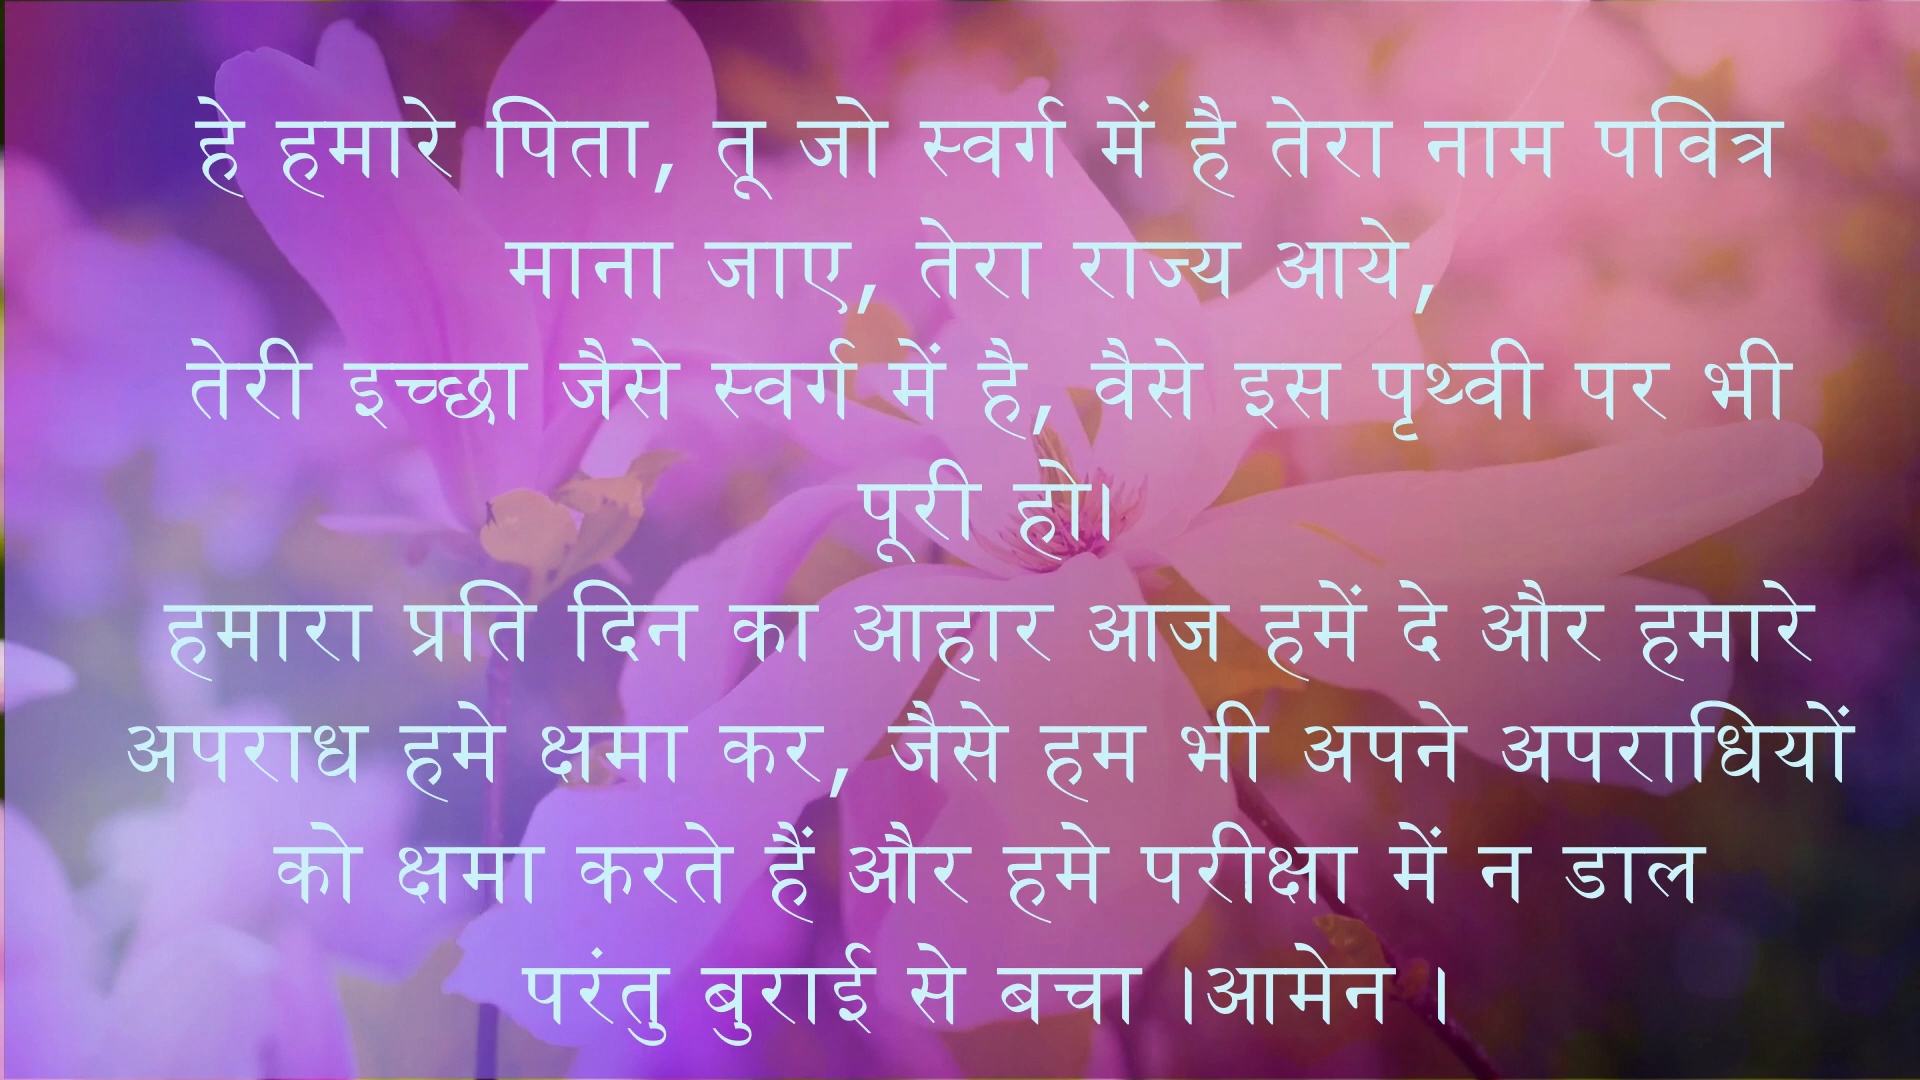 हे हमारे पिता, तू जो स्वर्ग में है तेरा नाम पवित्र
माना जाए, तेरा राज्य आये,
तेरी इच्छा जैसे स्वर्ग में है, वैसे इस पृथ्वी पर भी
पूरी हो।
हमारा प्रति दिन का आहार आज हमें दे और हमारे
अपराध हमे क्षमा कर, जैसे हम भी अपने अपराधियों
को क्षमा करते हैं और हमे परीक्षा में न डाल
परंतु बुराई से बचा ।आमेन ।